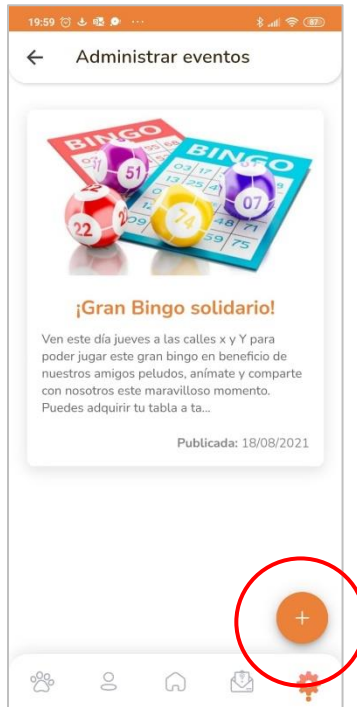 19:59 87
Administrar eventos
BINGO
BINGO
51
07
22
74
¡Gran Bingo solidario!
Ven este día jueves a las calles x y Y para
poder jugar este gran bingo en beneficio de
nuestros amigos peludos, anímate y comparte
con nosotros este maravilloso momento.
Puedes adquirir tu tabla a ta...
Publicada: 18/08/2021
+